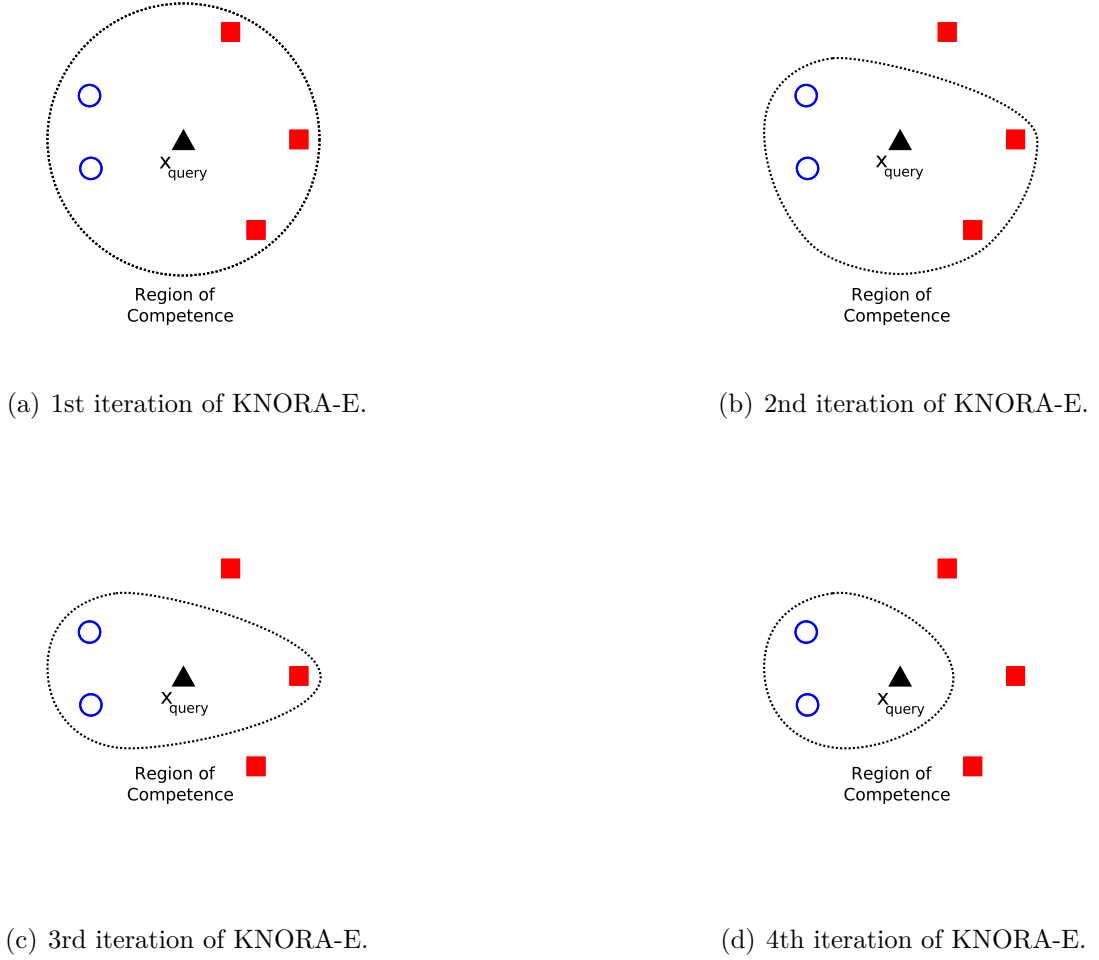 x query
Region of
Competence
(a) 1st iteration of KNORA-E.
x query
Region of
Competence
(b) 2nd iteration of KNORA-E.
x query
Region of
Competence
(c) 3rd iteration of KNORA-E.
x query
Region of
Competence
(d) 4th iteration of KNORA-E.